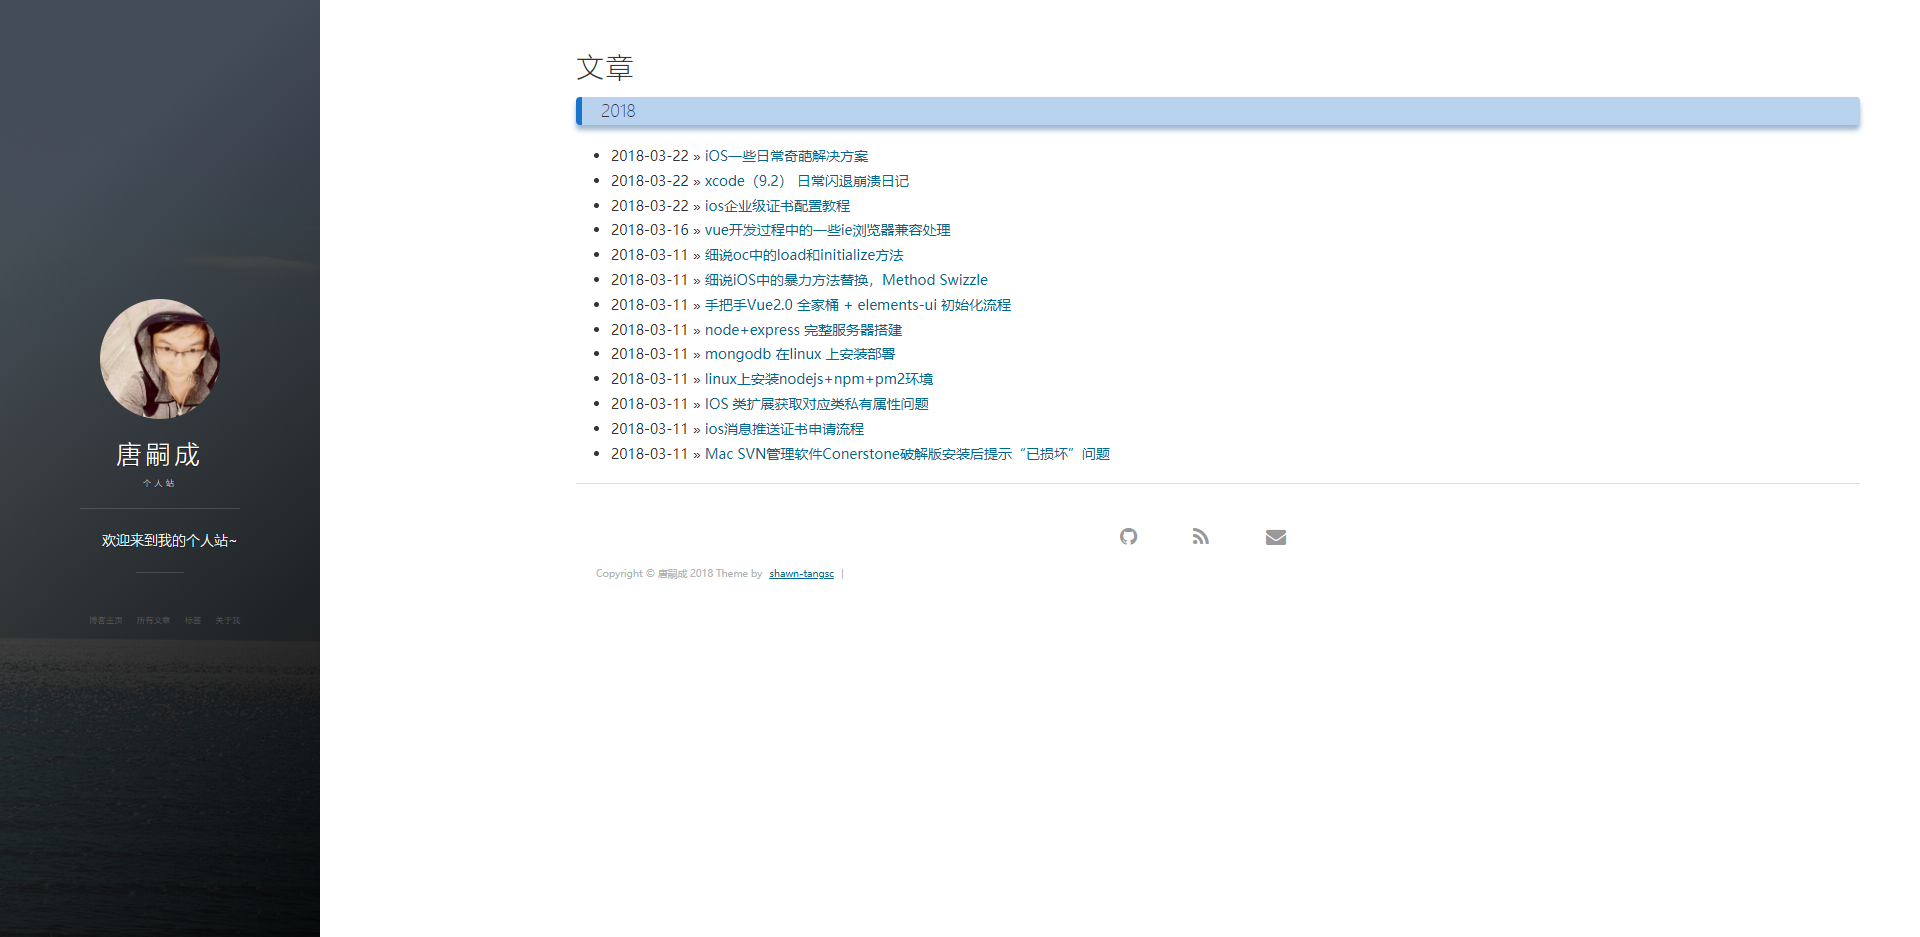 唐嗣成
个人站
欢迎来到我的个人站~
博客主页 所有文章 标签 关于我
文章
2018
2018-03-22 » iOS一些日常奇葩解决方案
2018-03-22 » xcode（9.2） 日常闪退崩溃日记
2018-03-22 » ios企业级证书配置教程
2018-03-16 » vue开发过程中的一些ie浏览器兼容处理
2018-03-11 » 细说oc中的load和initialize方法
2018-03-11 » 细说iOS中的暴力方法替换，Method Swizzle
2018-03-11 » 手把手Vue2.0 全家桶 + elements-ui 初始化流程
2018-03-11 » node+express 完整服务器搭建
2018-03-11 » mongodb 在linux 上安装部署
2018-03-11 » linux上安装nodejs+npm+pm2环境
2018-03-11 » IOS 类扩展获取对应类私有属性问题
2018-03-11 » ios消息推送证书申请流程
2018-03-11 » Mac SVN管理软件Conerstone破解版安装后提示“已损坏”问题
Copyright © 唐嗣成 2018 Theme by shawn-tangsc |